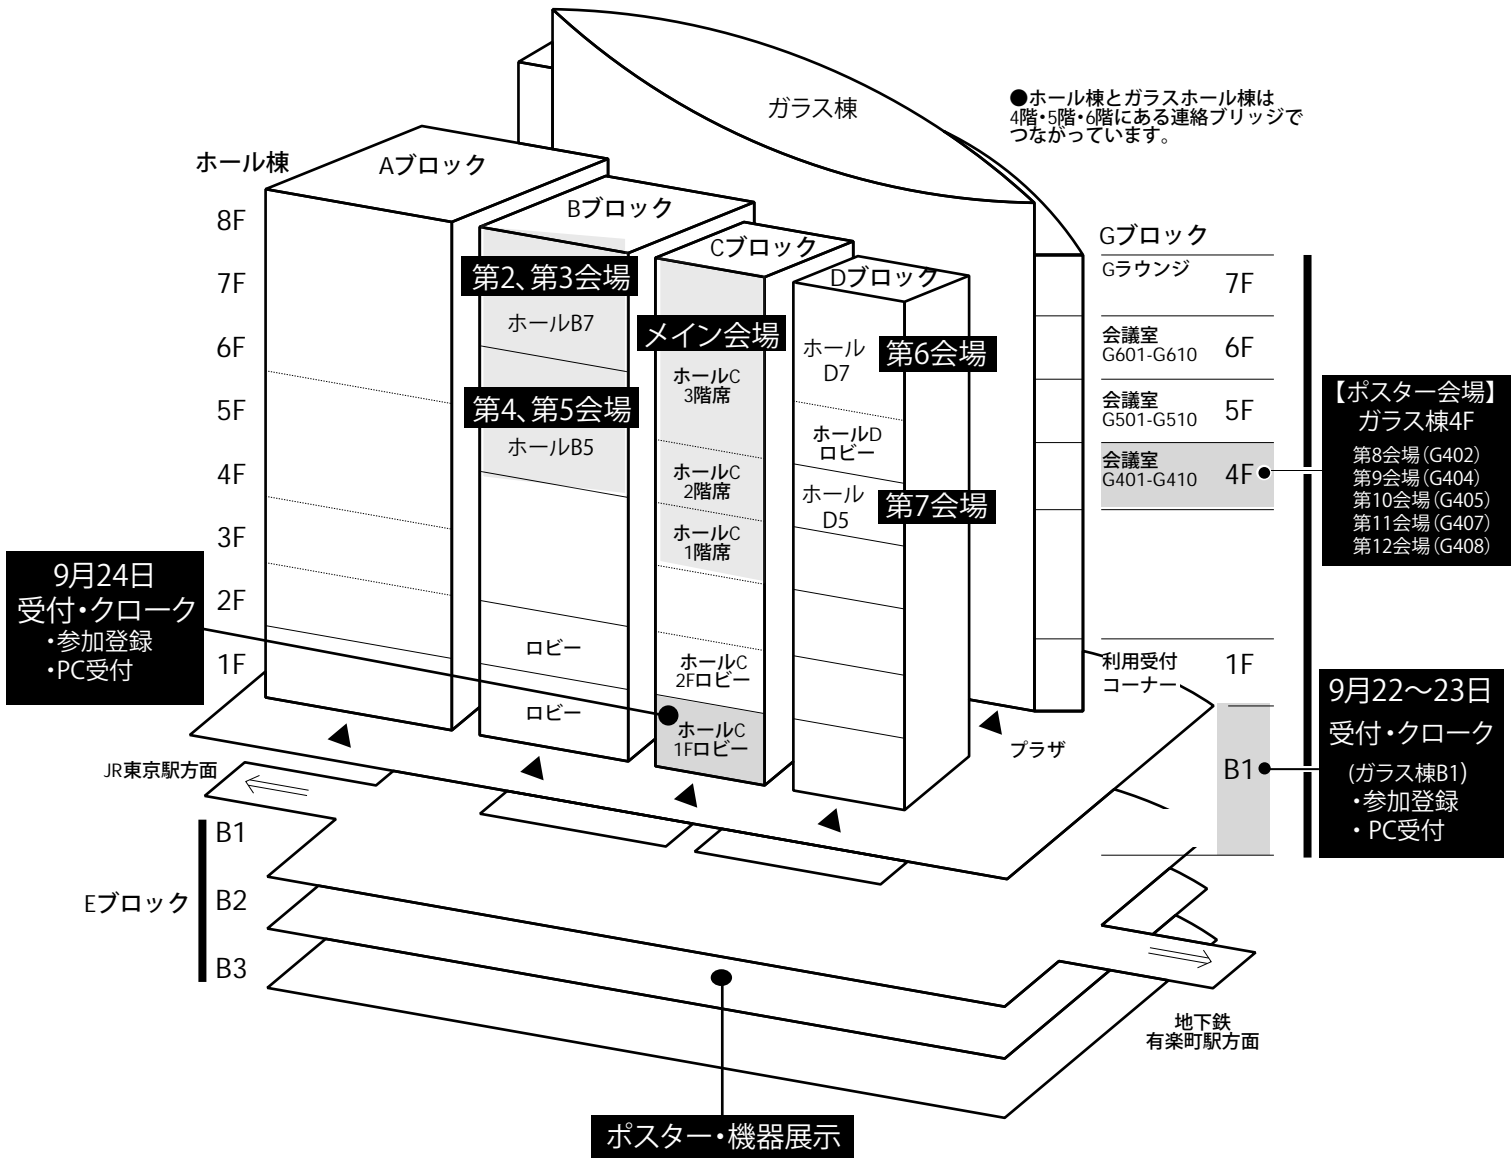 ガラス棟
●ホール棟とガラスホール棟は
4階・5階・6階にある連絡ブリッジで
つながっています。
ホール棟
8F
7F
6F
5F
4F
3F
2F
1F
Aブロック
Bブロック
第2、第3会場
ホールB7
第4、第5会場
ホールB5
ロビー
ロビー
Cブロック
メイン会場
ホールC
3階席
ホールC
2階席
ホールC
1階席
ホールC
2Fロビー
ホールC
1Fロビー
Dブロック
ホール
D7
第6会場
ホールD
ロビー
ホール
D5
第7会場
Gブロック
Gラウンジ
7F
会議室
G601-G610
6F
会議室
G501-G510
5F
会議室
G401-G410
4F
利用受付
コーナー
1F
B1
【ポスター会場】
ガラス棟4F
第8会場(G402)
第9会場(G404)
第10会場(G405)
第11会場(G407)
第12会場(G408)
9月24日
受付・クローク
・参加登録
・PC受付
9月22～23日
受付・クローク
(ガラス棟B1)
・参加登録
・PC受付
プラザ
JR東京駅方面
Eブロック
B1
B2
B3
地下鉄
有楽町駅方面
ポスター・機器展示